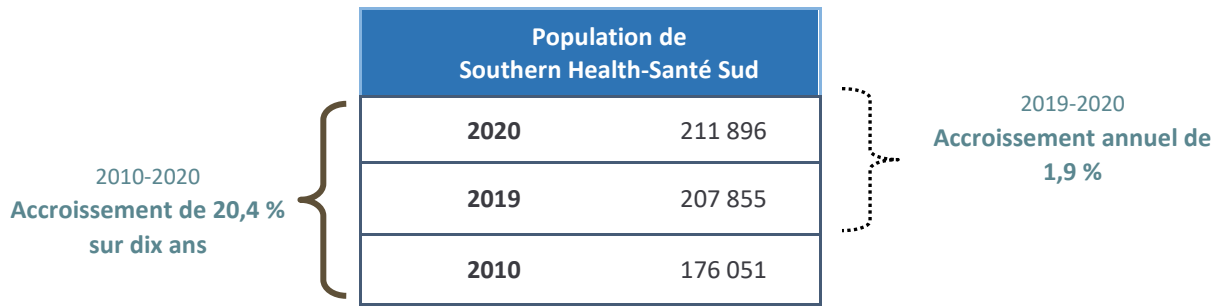 Population de
Southern Health-Santé Sud
2020 211 896
2019 207 855
2010 176 051
2010-2020
Accroissement de 20,4 %
sur dix ans
2019-2020
Accroissement annuel de
1,9 %